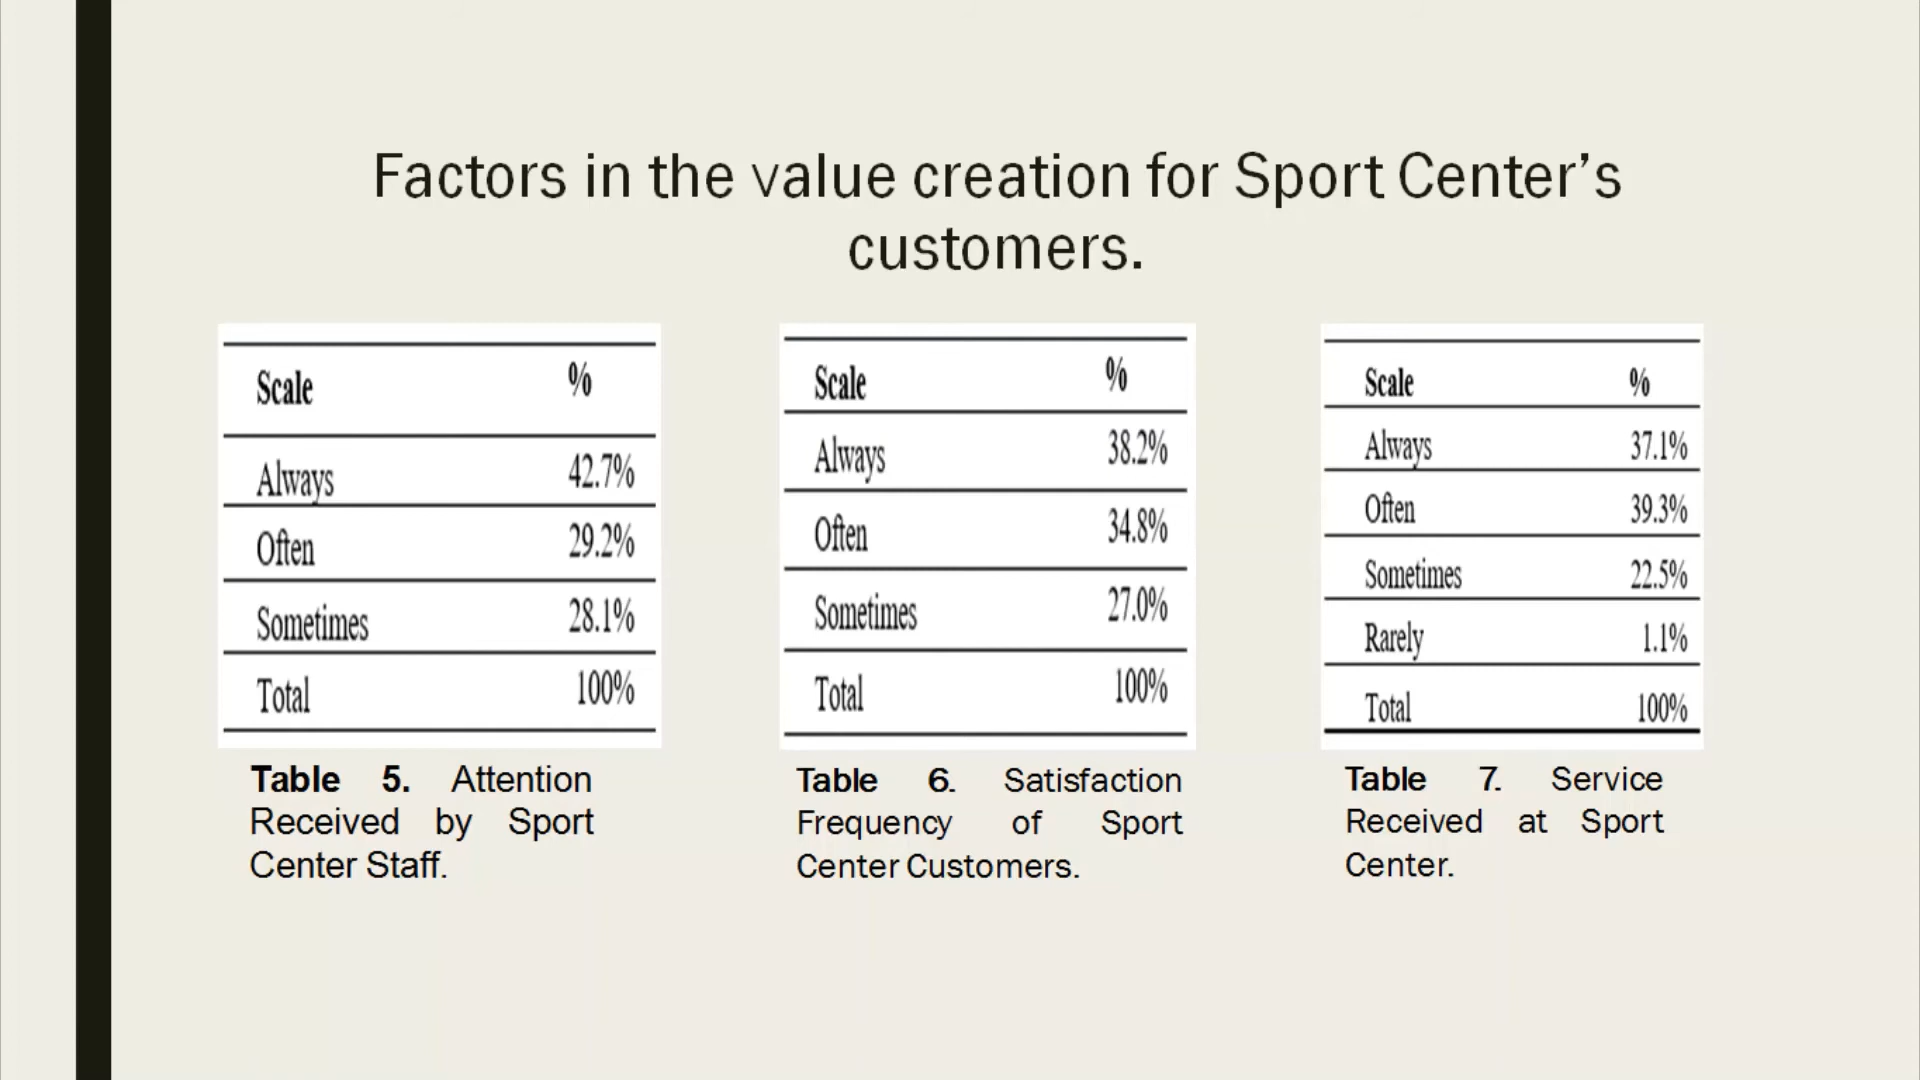 Factors in the value creation for Sport Center’s
customers.
Scale %
Always 42.7%
Often 29.2%
Sometimes 28.1%
Total 100%
Table 5. Attention
Received by Sport
Center Staff.
Scale %
Always 38.2%
Often 34.8%
Sometimes 27.0%
Total 100%
Table 6. Satisfaction
Frequency of Sport
Center Customers.
Scale %
Always 37.1%
Often 39.3%
Sometimes 22.5%
Rarely 1.1%
Total 100%
Table 7. Service
Received at Sport
Center.